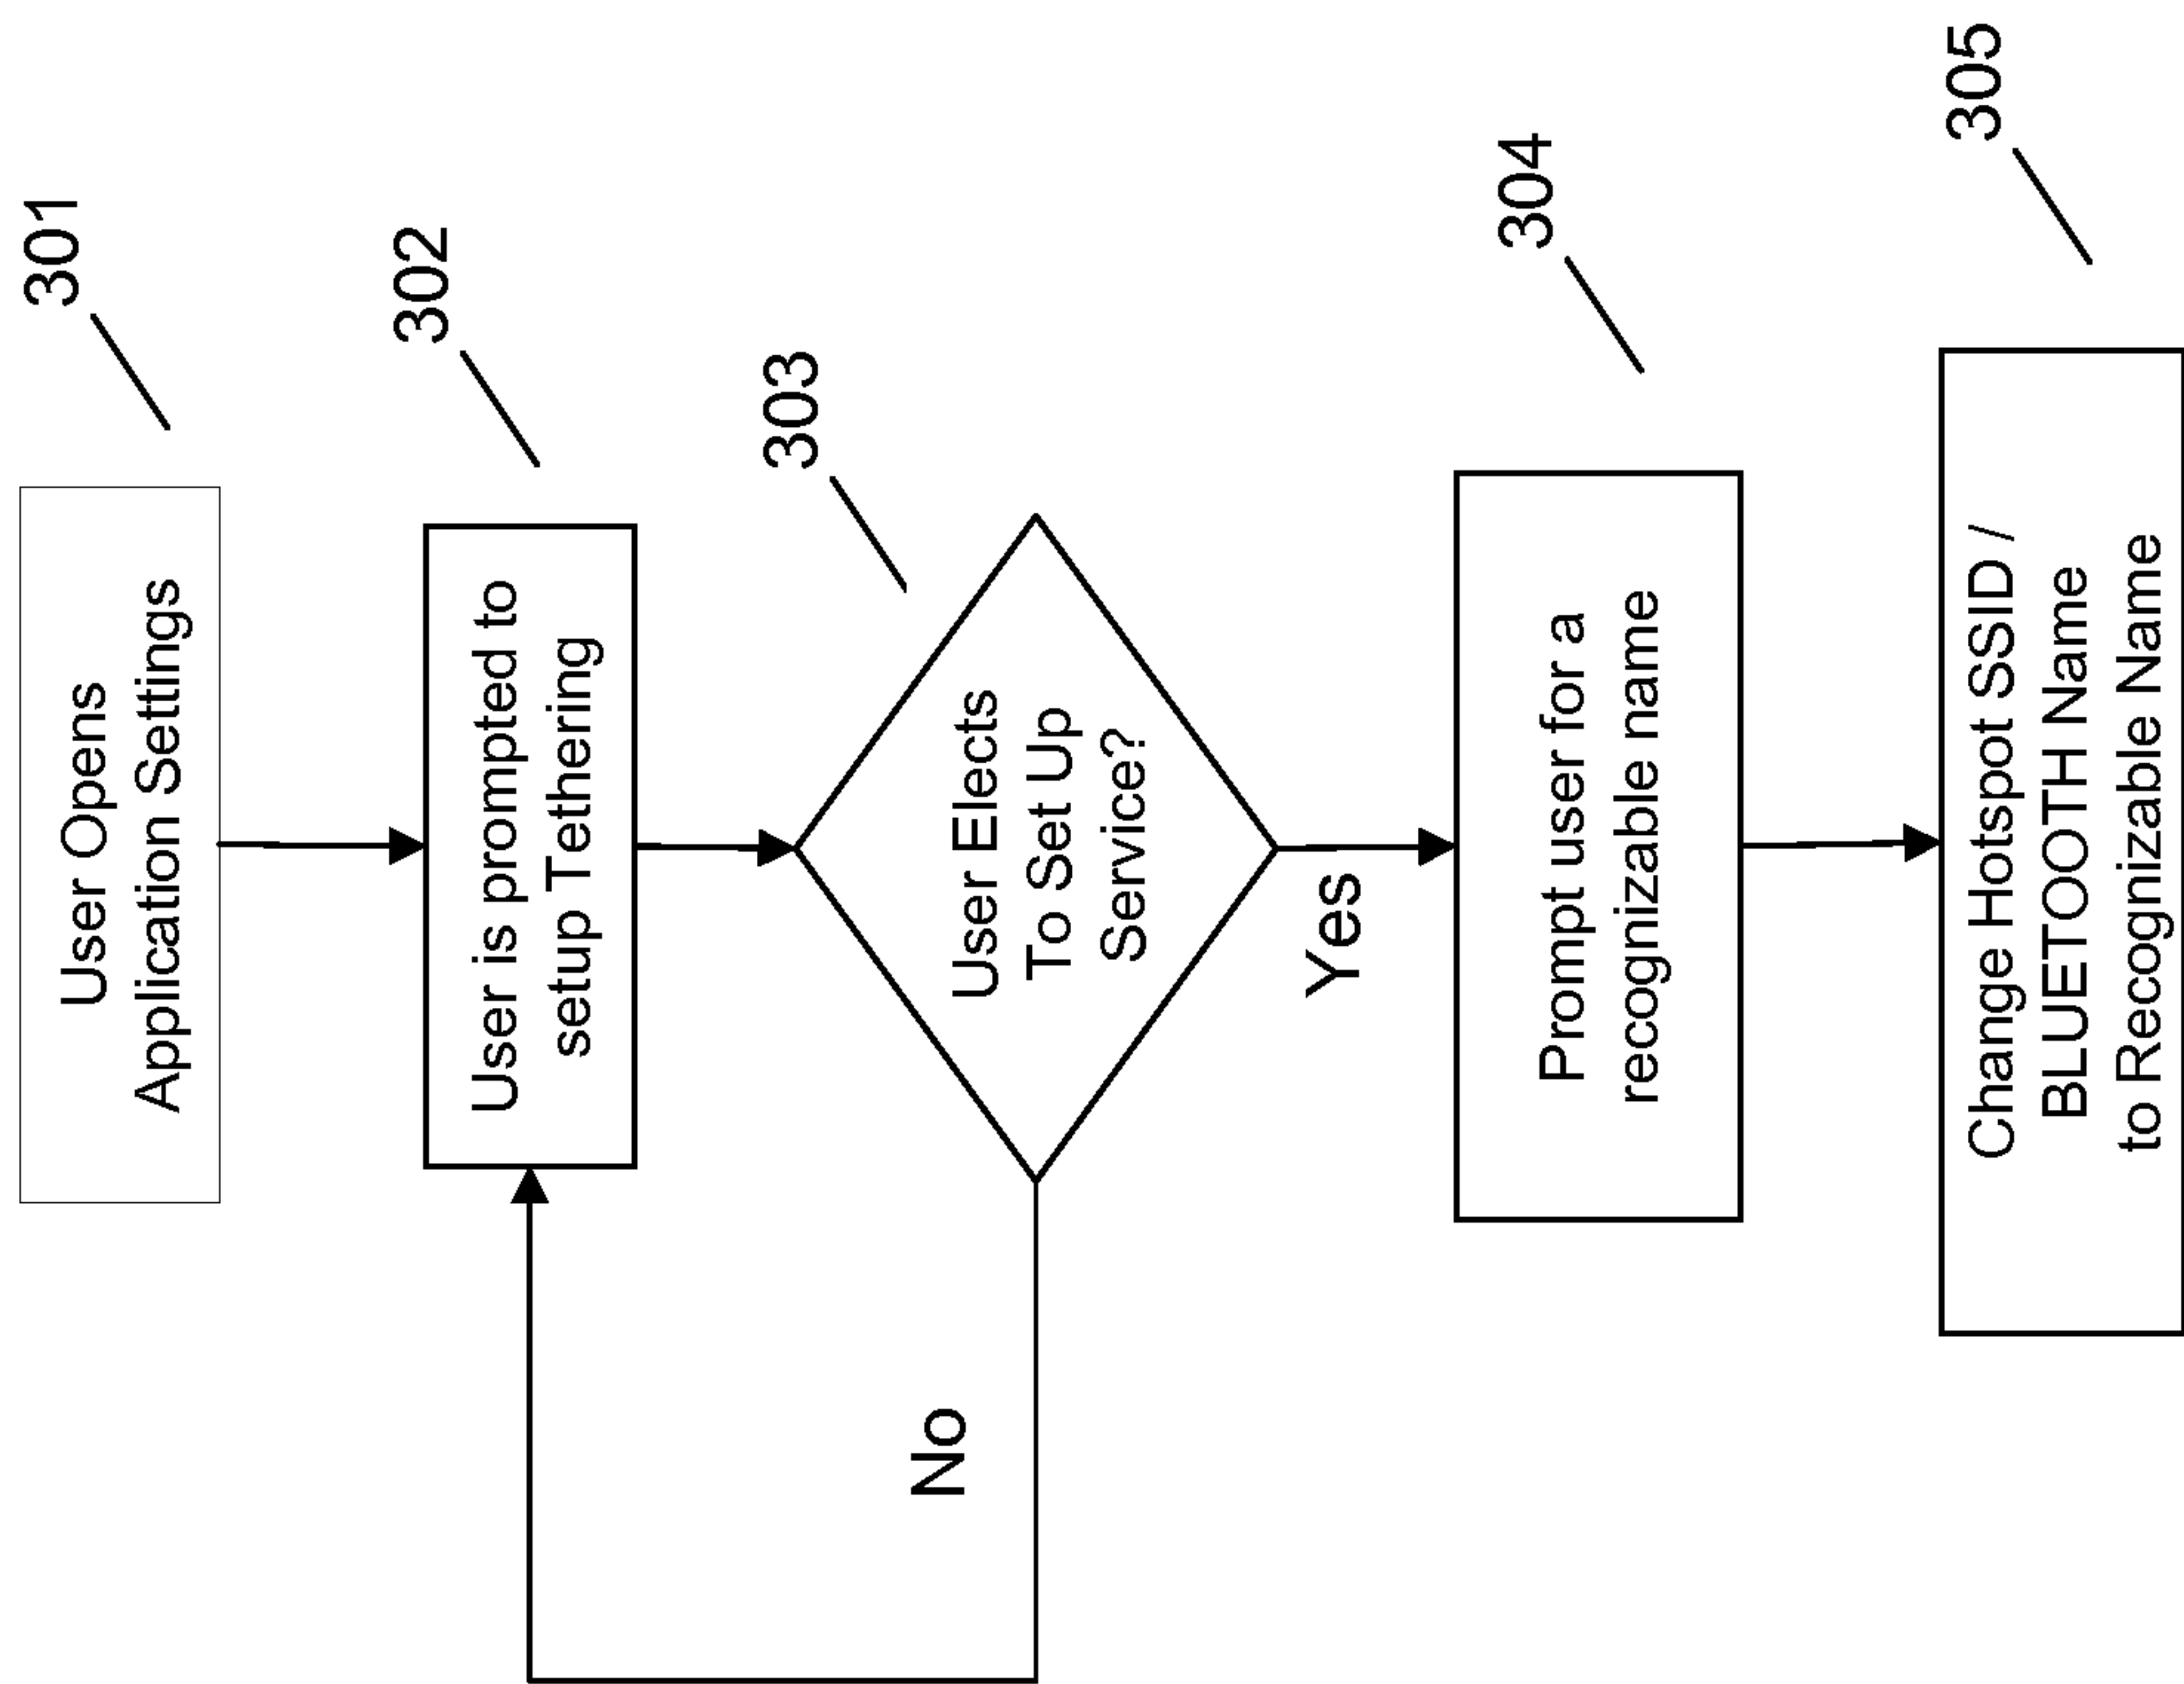 301
User Opens
Application Settings
302
User is prompted to
setup Tethering
303
User Elects
To Set Up
Service?
No
Yes
304
Prompt user for a
recognizable name
305
Change Hotspot SSID /
BLUETOOTH Name
to Recognizable Name